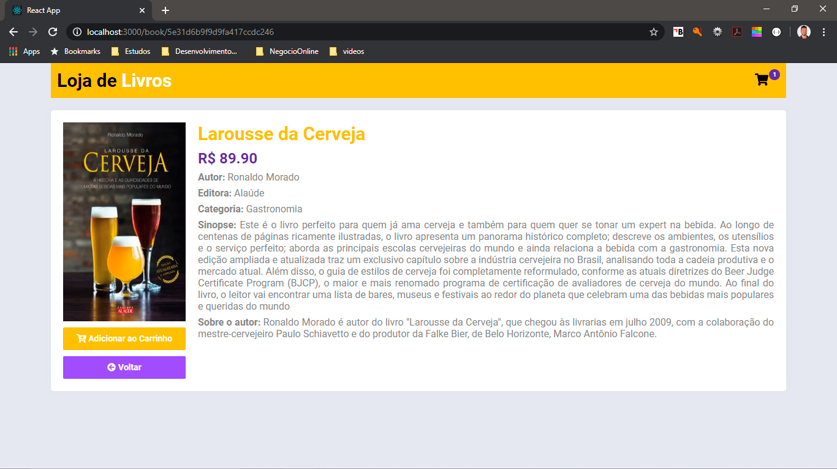 React App
localhost:3000/book/5e31d6b9f9d9fa417ccdc246
Apps Bookmarks Estudos Desenvolvimento... NegocioOnline videos
Loja de Livros
1
Ronaldo Morado
LAROUSSE DA
CERVEJA
ALAÚDE
Adicionar ao Carrinho
Voltar
Larousse da Cerveja
R$ 89.90
Autor: Ronaldo Morado
Editora: Alaúde
Categoria: Gastronomia
Sinopse: Este é o livro perfeito para quem já ama cerveja e também para quem quer se tonar um expert na bebida. Ao longo de
centenas de páginas ricamente ilustradas, o livro apresenta um panorama histórico completo; descreve os ambientes, os utensílios
e o serviço perfeito; aborda as principais escolas cervejeiras do mundo e ainda relaciona a bebida com a gastronomia. Esta nova
edição ampliada e atualizada traz um exclusivo capítulo sobre a indústria cervejeira no Brasil, analisando toda a cadeia produtiva e o
mercado atual. Além disso, o guia de estilos de cerveja foi completamente reformulado, conforme as atuais diretrizes do Beer Judge
Certificate Program (BJCP), o maior e mais renomado programa de certificação de avaliadores de cerveja do mundo. Ao final do
livro, o leitor vai encontrar uma lista de bares, museus e festivais ao redor do planeta que celebram uma das bebidas mais populares
e queridas do mundo
Sobre o autor: Ronaldo Morado é autor do livro "Larousse da Cerveja", que chegou às livrarias em julho 2009, com a colaboração do
mestre-cervejeiro Paulo Schiavetto e do produtor da Falke Bier, de Belo Horizonte, Marco Antônio Falcone.